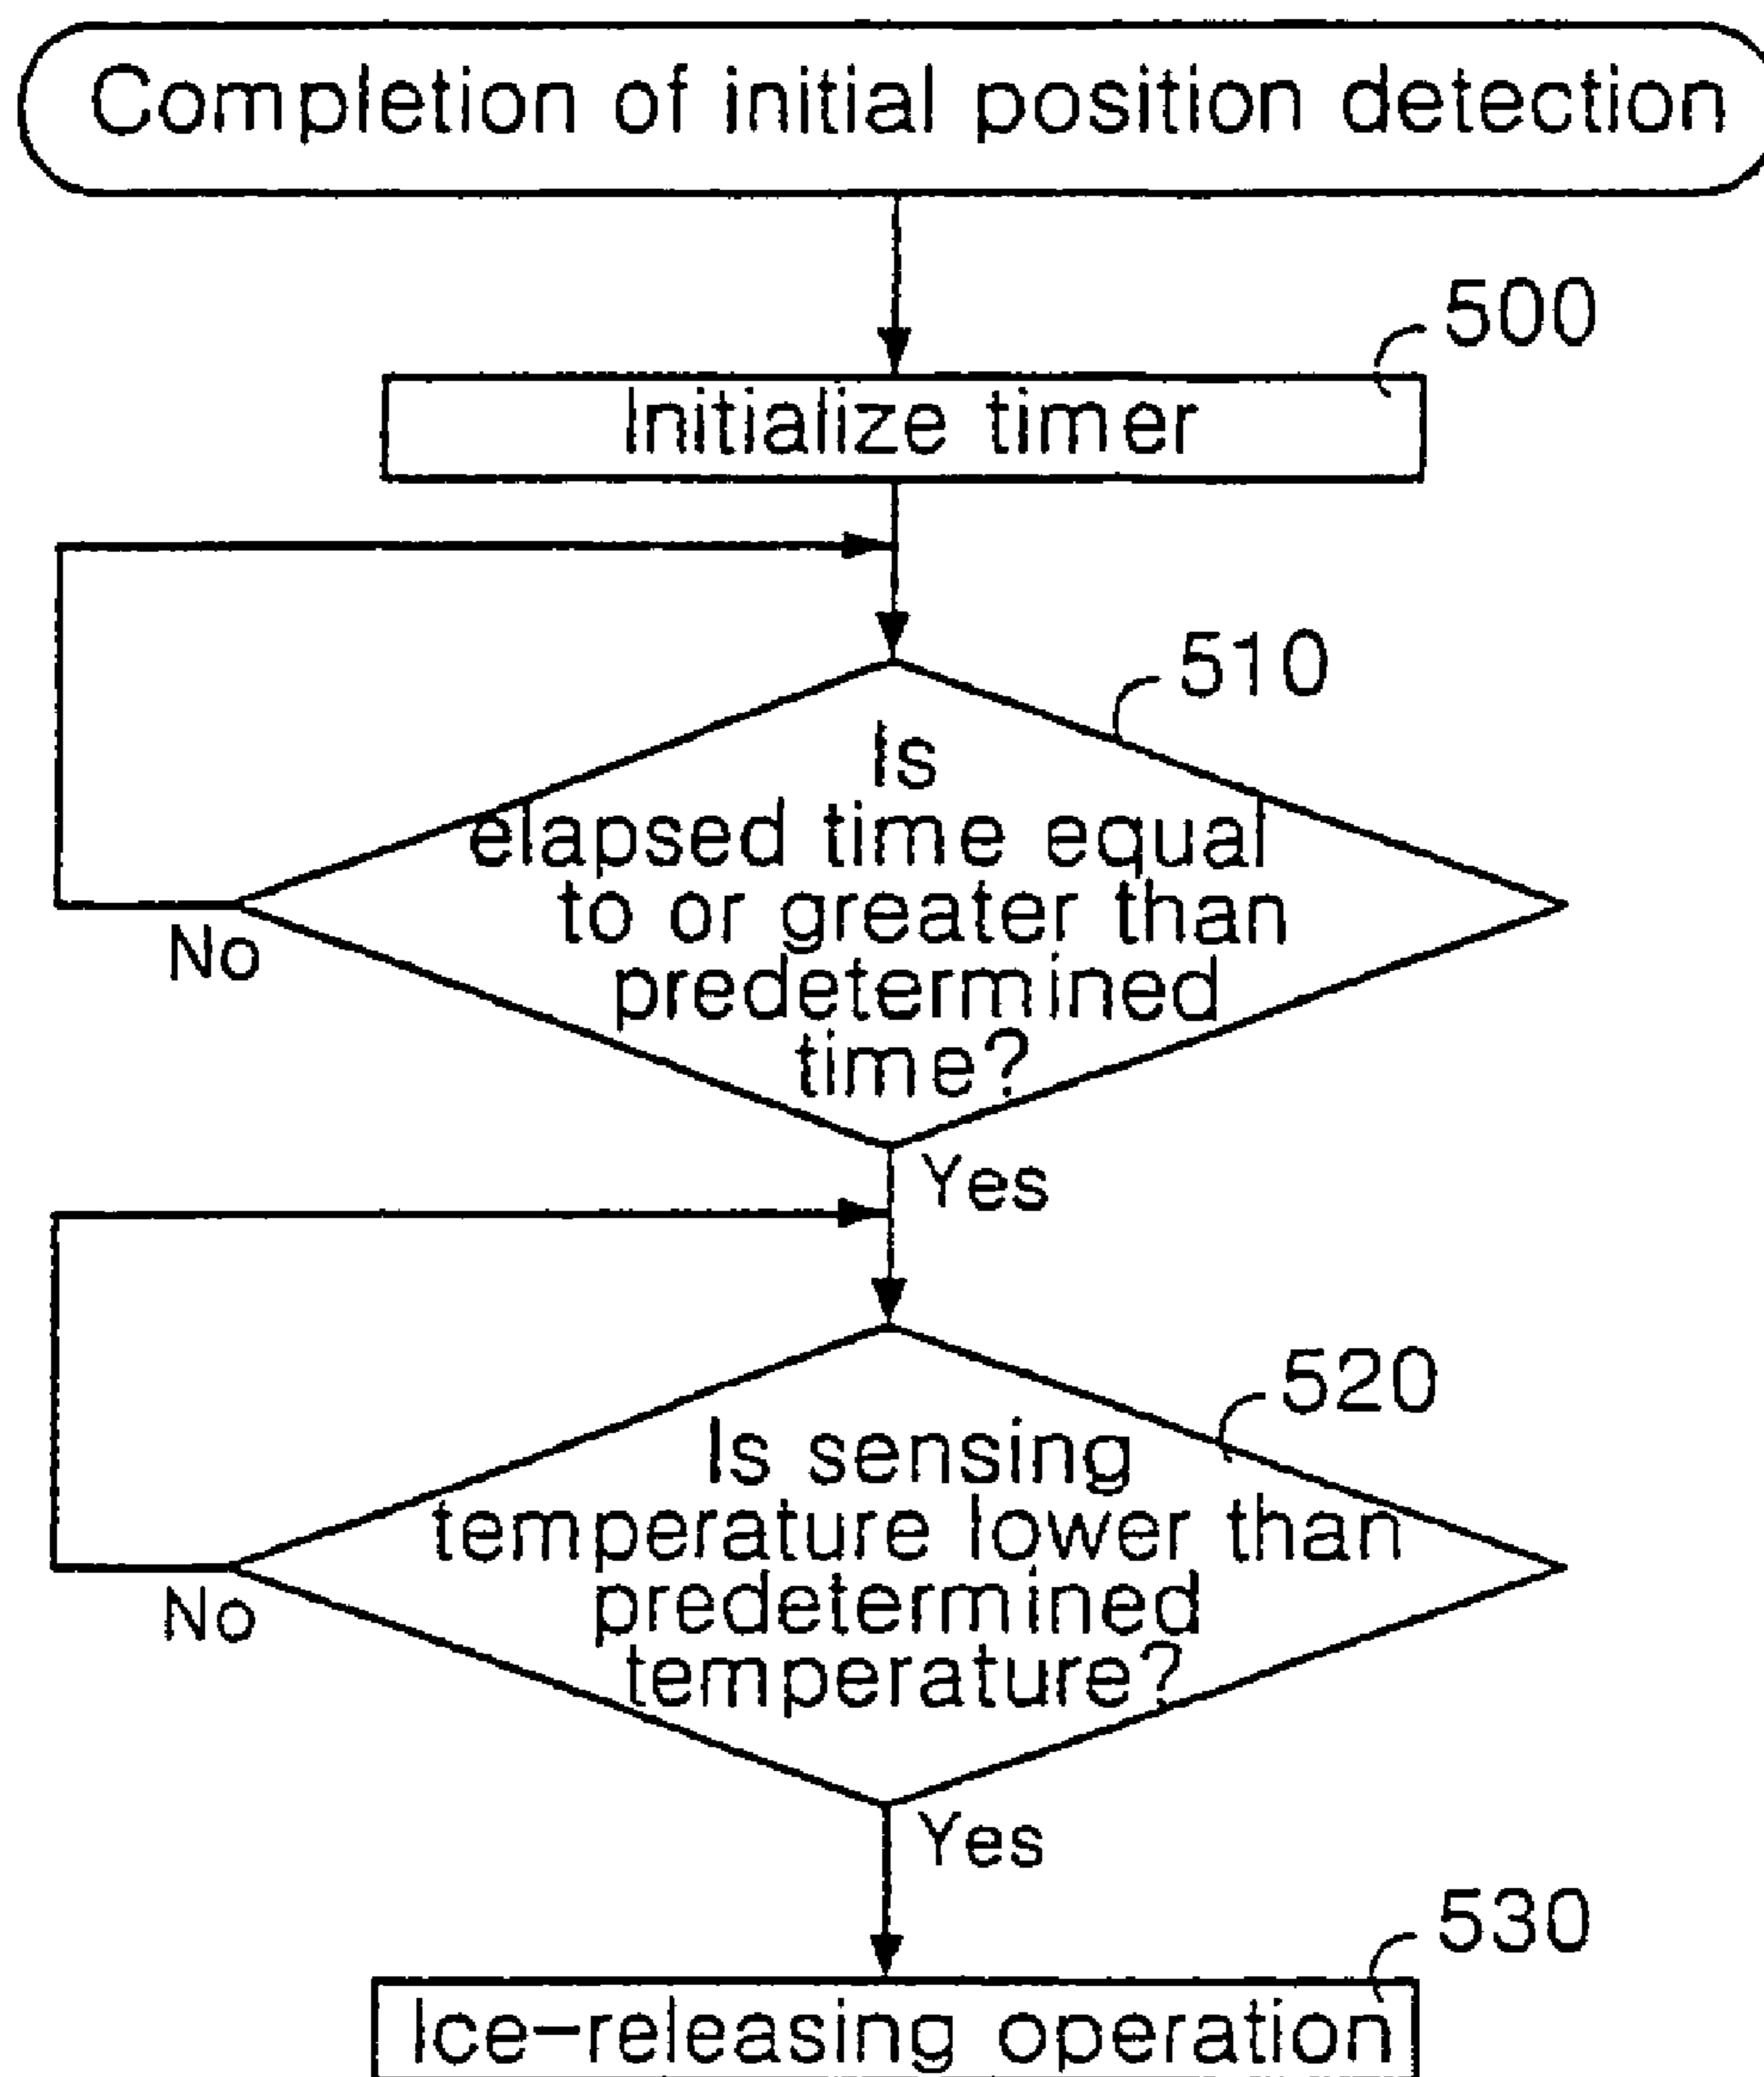 Completion of initial position detection
500
Initialize timer
510
Is
elapsed time equal
to or greater than
predetermined
time?
No
Yes
520
Is sensing
temperature lower than
predetermined
temperature?
No
Yes
530
Ice-releasing operation